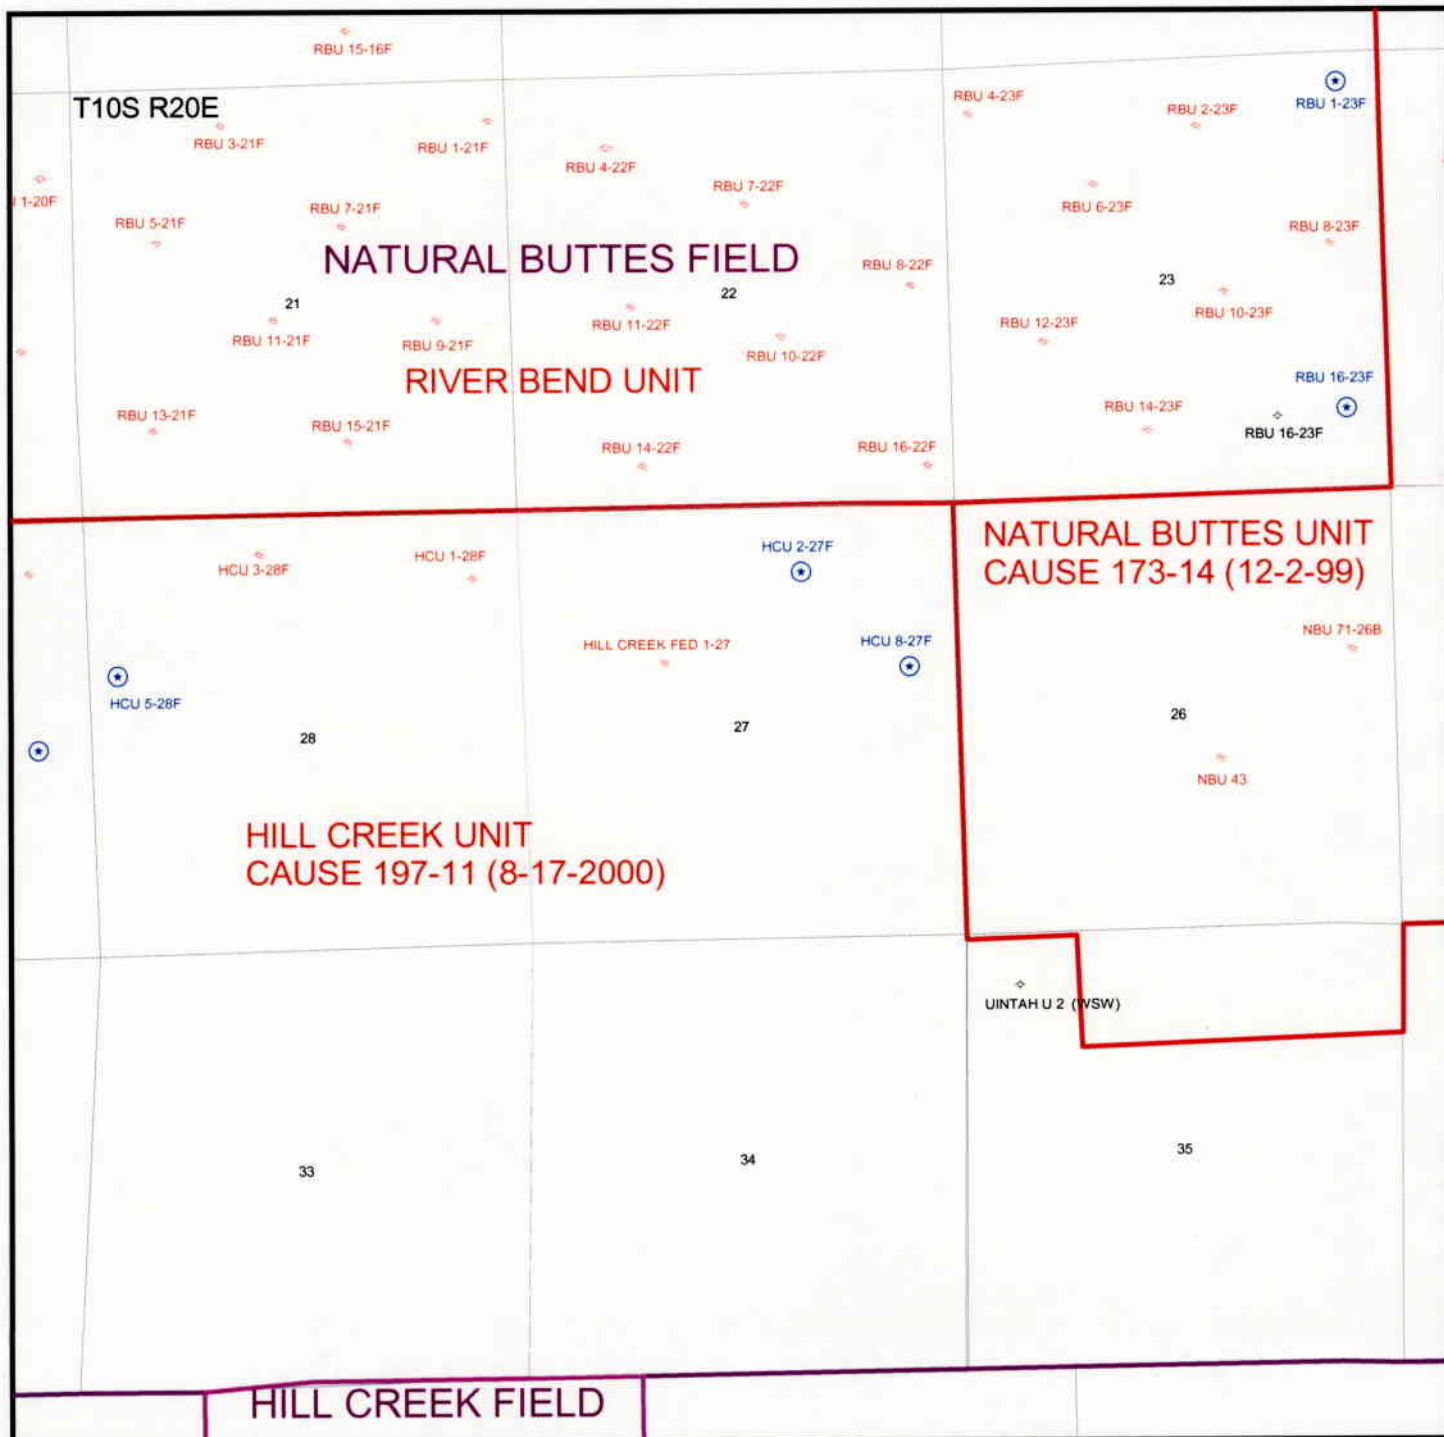 RBU 15-16F
T10S R20E
RBU 4-23F
RBU 2-23F
RBU 1-23F
RBU 3-21F
RBU 1-21F
RBU 4-22F
RBU 7-22F
1-20F
RBU 5-21F
RBU 7-21F
RBU 6-23F
RBU 8-23F
NATURAL BUTTES FIELD
RBU 8-22F
21
22
23
RBU 11-21F
RBU 9-21F
RBU 11-22F
RBU 10-22F
RBU 12-23F
RBU 10-23F
RIVER BEND UNIT
RBU 16-23F
RBU 13-21F
RBU 15-21F
RBU 14-22F
RBU 16-22F
RBU 14-23F
RBU 16-23F
HCU 3-28F
HCU 1-28F
HCU 2-27F
NATURAL BUTTES UNIT
CAUSE 173-14 (12-2-99)
HILL CREEK FED 1-27
HCU 8-27F
NBU 71-26B
HCU 5-28F
28
27
26
NBU 43
HILL CREEK UNIT
CAUSE 197-11 (8-17-2000)
UINTAH U 2 (WSW)
33
34
35
HILL CREEK FIELD